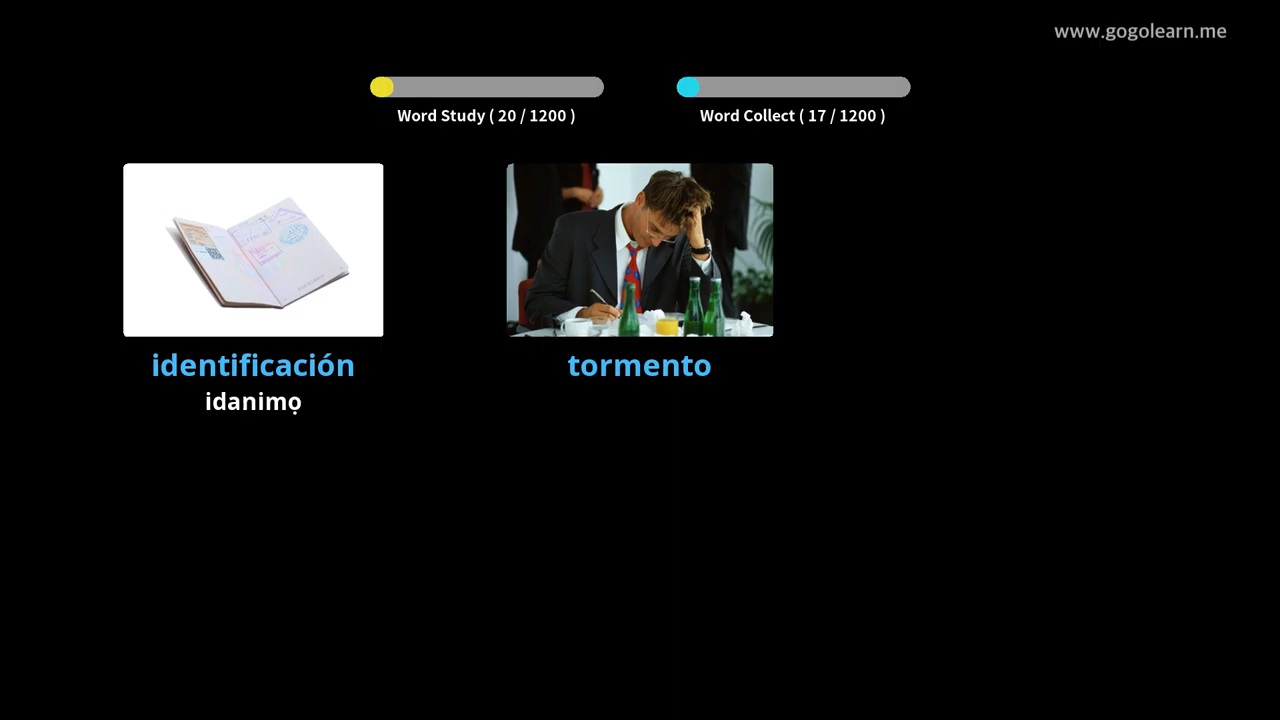 www.gogolearn.me
Word Study ( 20 / 1200 )
Word Collect ( 17 / 1200 )
identificación
idanimọ
tormento